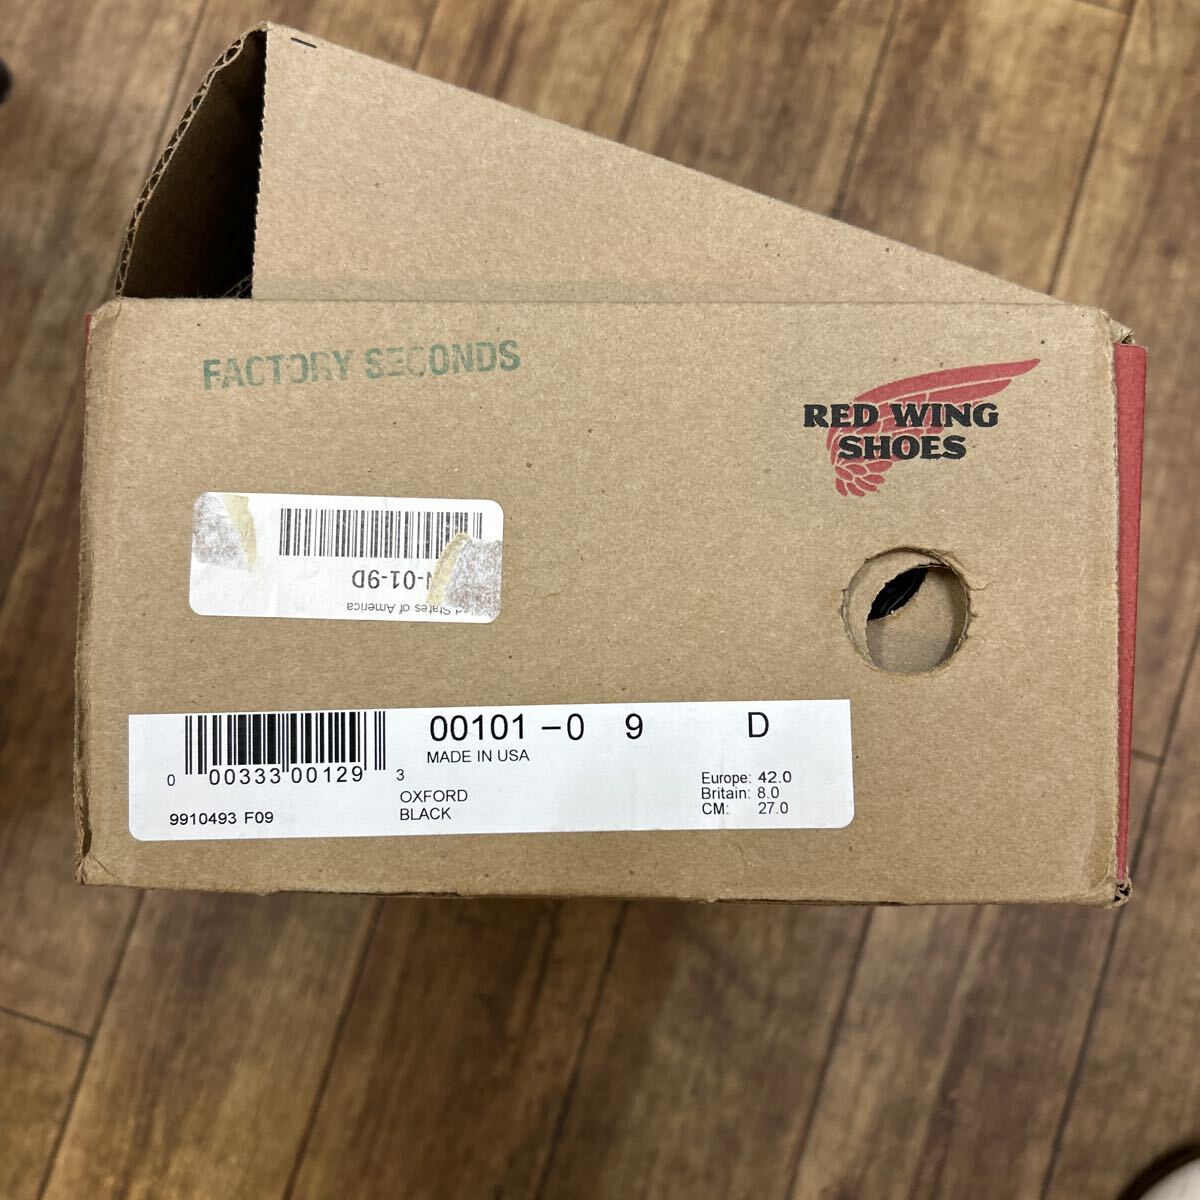 FACTORY SECONDS
RED WING
SHOES
-01-9D
States of America
00101 - 0 9 D
MADE IN USA
0 00333 00129 3
OXFORD
BLACK
9910493 F09
Europe: 42.0
Britain: 8.0
CM: 27.0